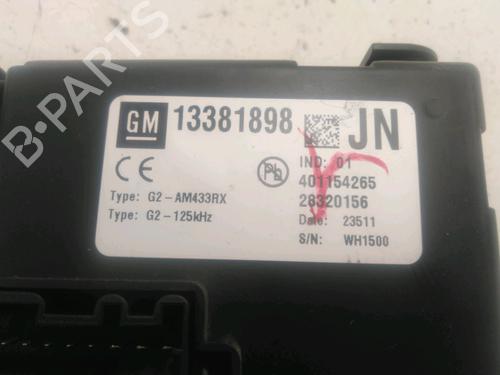 GM 13381898 JN
CE Pb IND: 01
401154265
Type: G2-AM433RX 28320156
Type: G2-125kHz Date: 23511
S/N: WH1500
B-PARTS